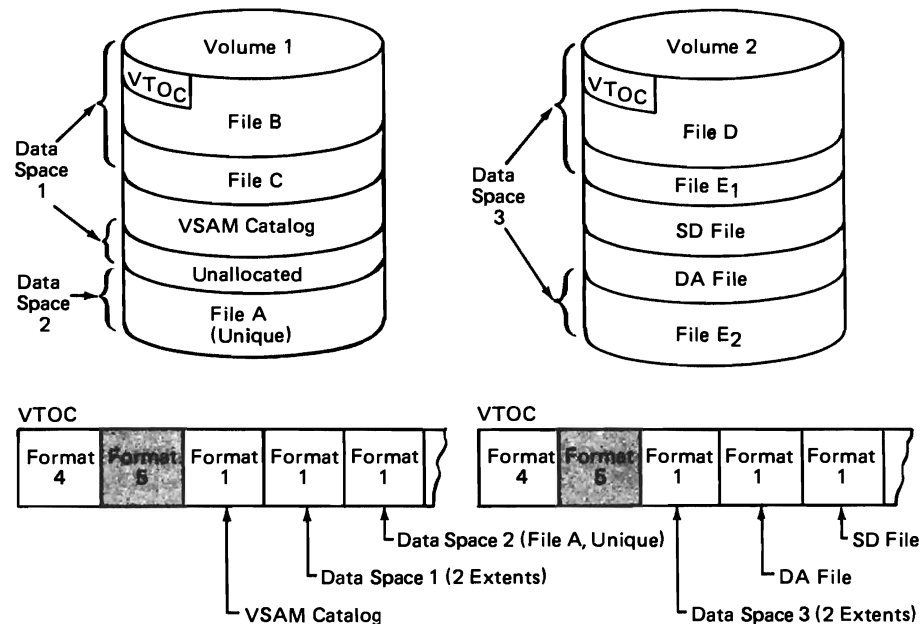 Volume 1
VTOC
File B
File C
VSAM Catalog
Unallocated
File A
(Unique)
Data
Space
1
Data
Space
2
Volume 2
VTOC
File D
File E1
SD File
DA File
File E2
Data
Space
3
VTOC
Format
4
Format
5
Format
1
Format
1
Format
1
Data Space 2 (File A, Unique)
Data Space 1 (2 Extents)
VSAM Catalog
VTOC
Format
4
Format
5
Format
1
Format
1
Format
1
SD File
DA File
Data Space 3 (2 Extents)